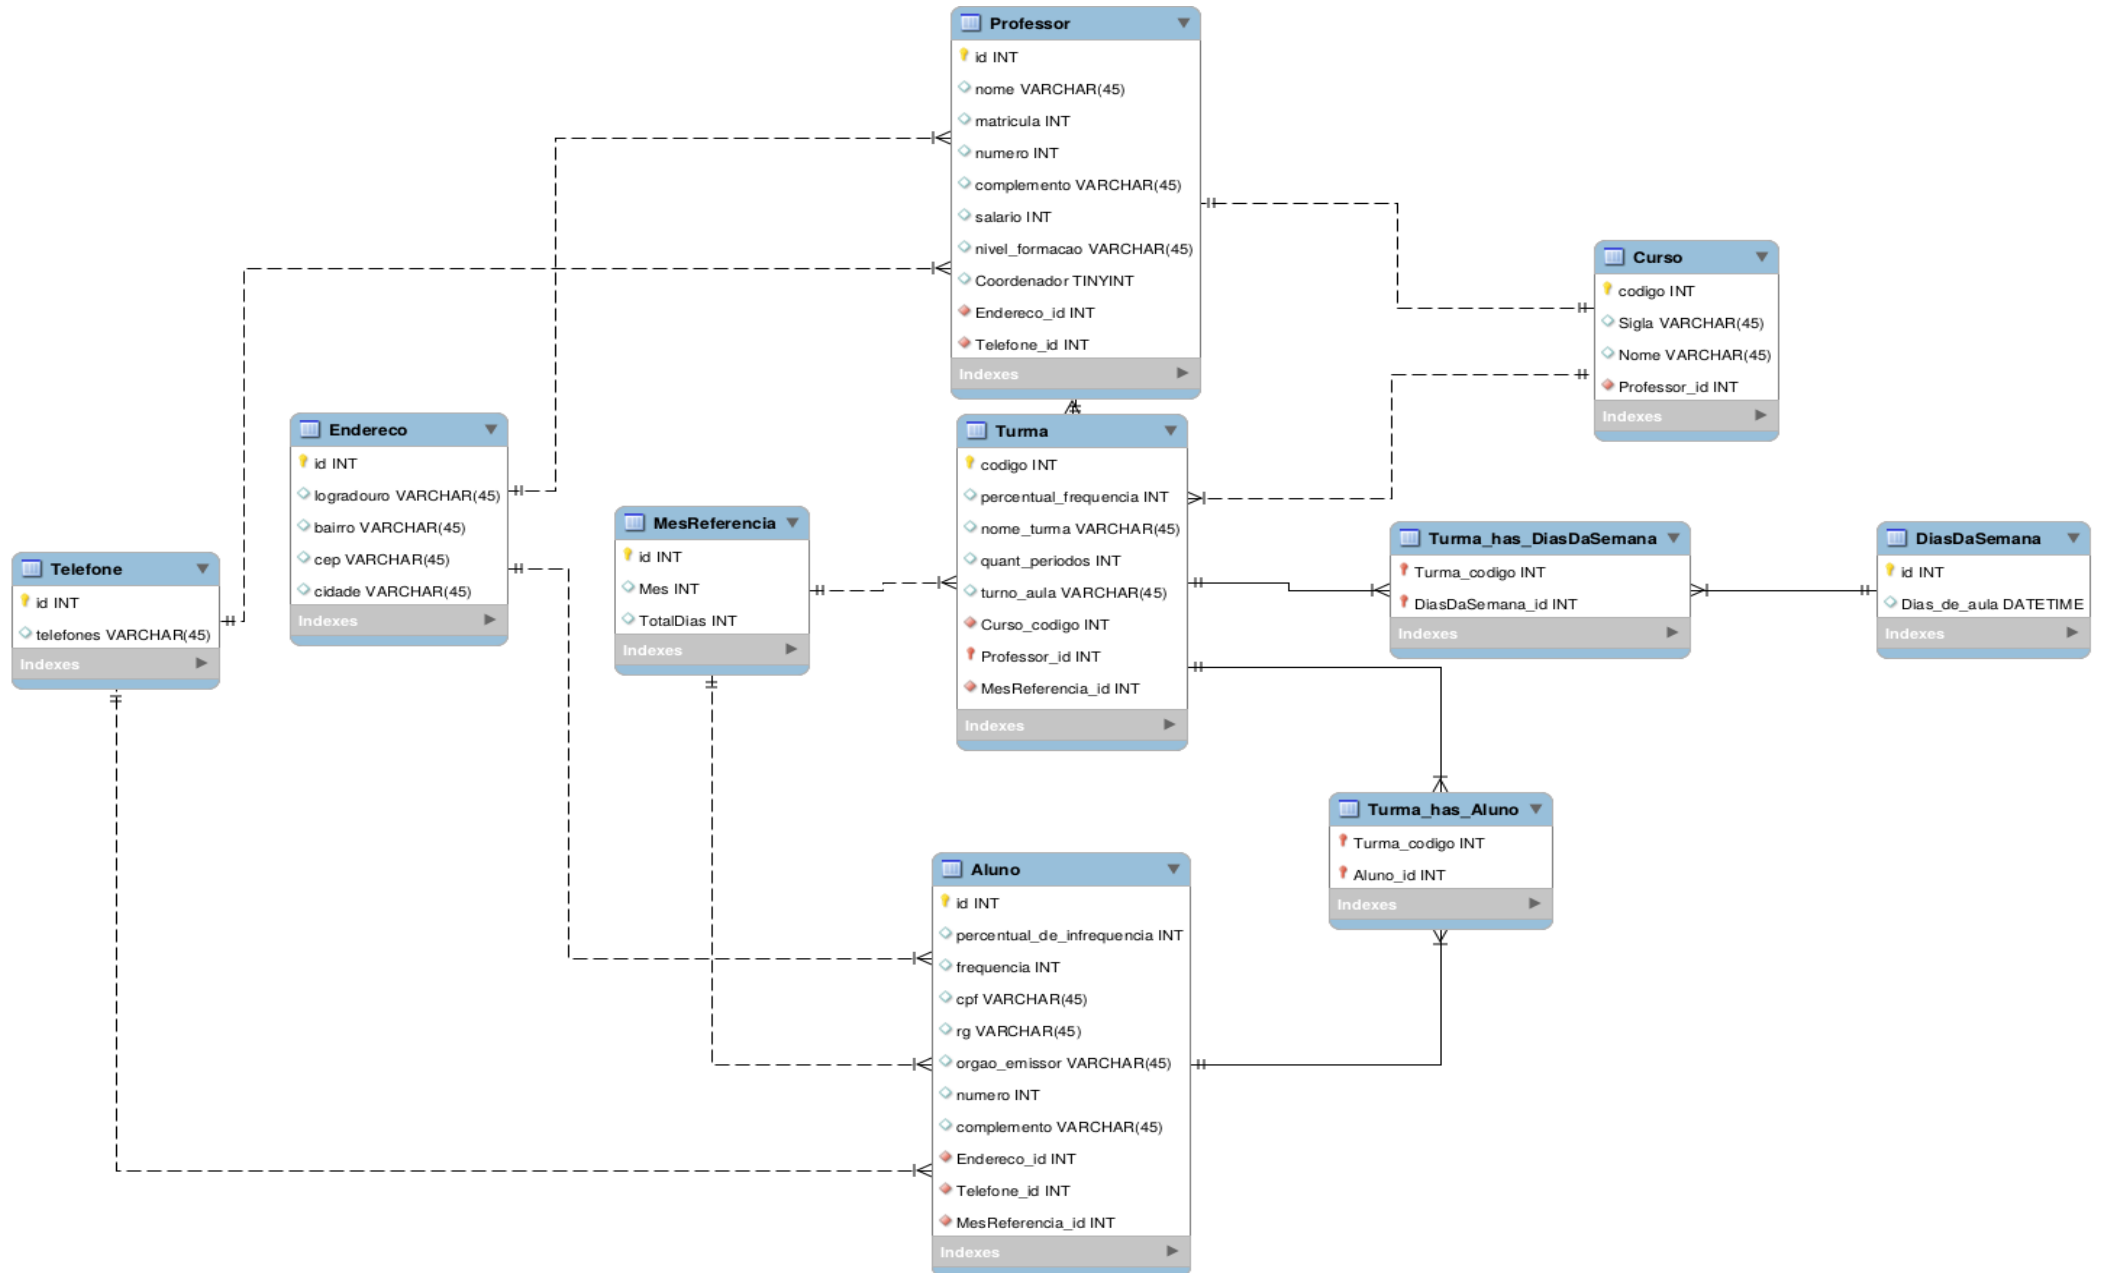 Professor
id INT
nome VARCHAR(45)
matricula INT
numero INT
complemento VARCHAR(45)
salario INT
nivel_formacao VARCHAR(45)
Coordenador TINYINT
Endereco_id INT
Telefone_id INT
Indexes
Curso
codigo INT
Sigla VARCHAR(45)
Nome VARCHAR(45)
Professor_id INT
Indexes
Endereco
id INT
logradouro VARCHAR(45)
bairro VARCHAR(45)
cep VARCHAR(45)
cidade VARCHAR(45)
Indexes
Turma
codigo INT
percentual_frequencia INT
nome_turma VARCHAR(45)
quant_periodos INT
turno_aula VARCHAR(45)
Curso_codigo INT
Professor_id INT
MesReferencia_id INT
Indexes
MesReferencia
id INT
Mes INT
TotalDias INT
Indexes
Turma_has_DiasDaSemana
Turma_codigo INT
DiasDaSemana_id INT
Indexes
DiasDaSemana
id INT
Dias_de_aula DATETIME
Indexes
Telefone
id INT
telefones VARCHAR(45)
Indexes
Turma_has_Aluno
Turma_codigo INT
Aluno_id INT
Indexes
Aluno
id INT
percentual_de_infrequencia INT
frequencia INT
cpf VARCHAR(45)
rg VARCHAR(45)
orgao_emissor VARCHAR(45)
numero INT
complemento VARCHAR(45)
Endereco_id INT
Telefone_id INT
MesReferencia_id INT
Indexes